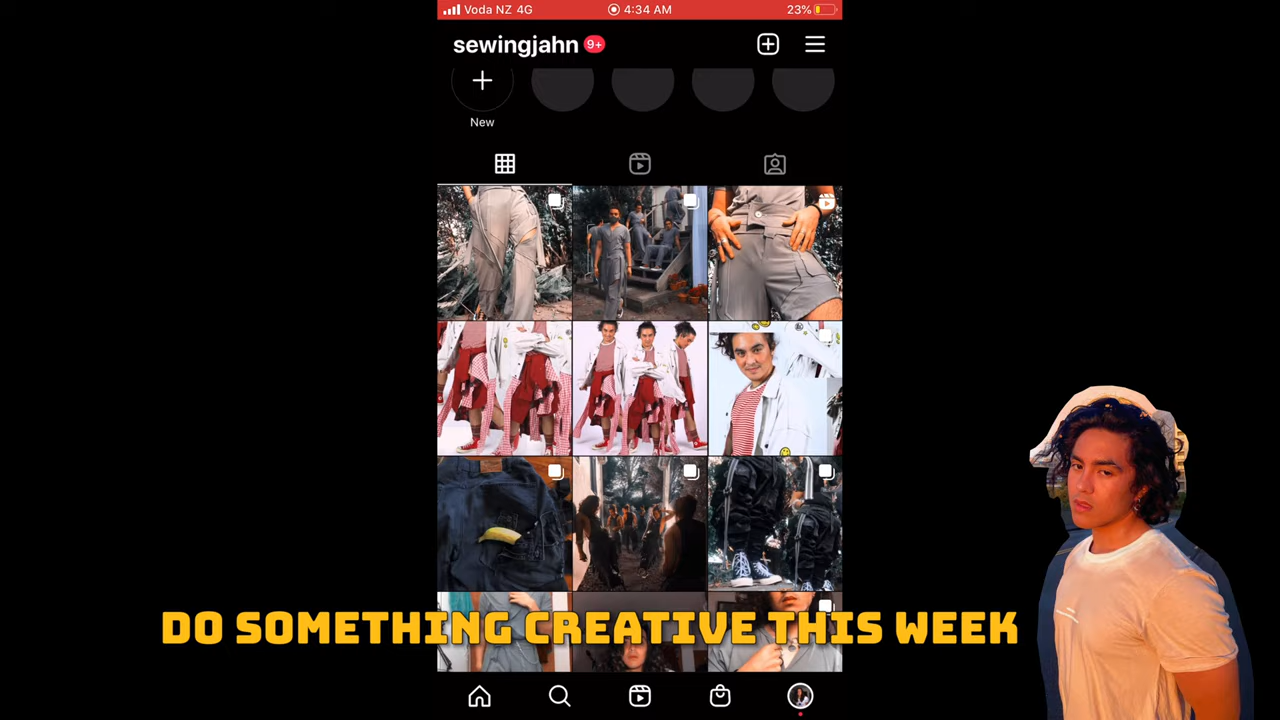 Voda NZ 4G
4:34 AM
23%
sewingjahn 9+
New
DO SOMETHING CREATIVE THIS WEEK